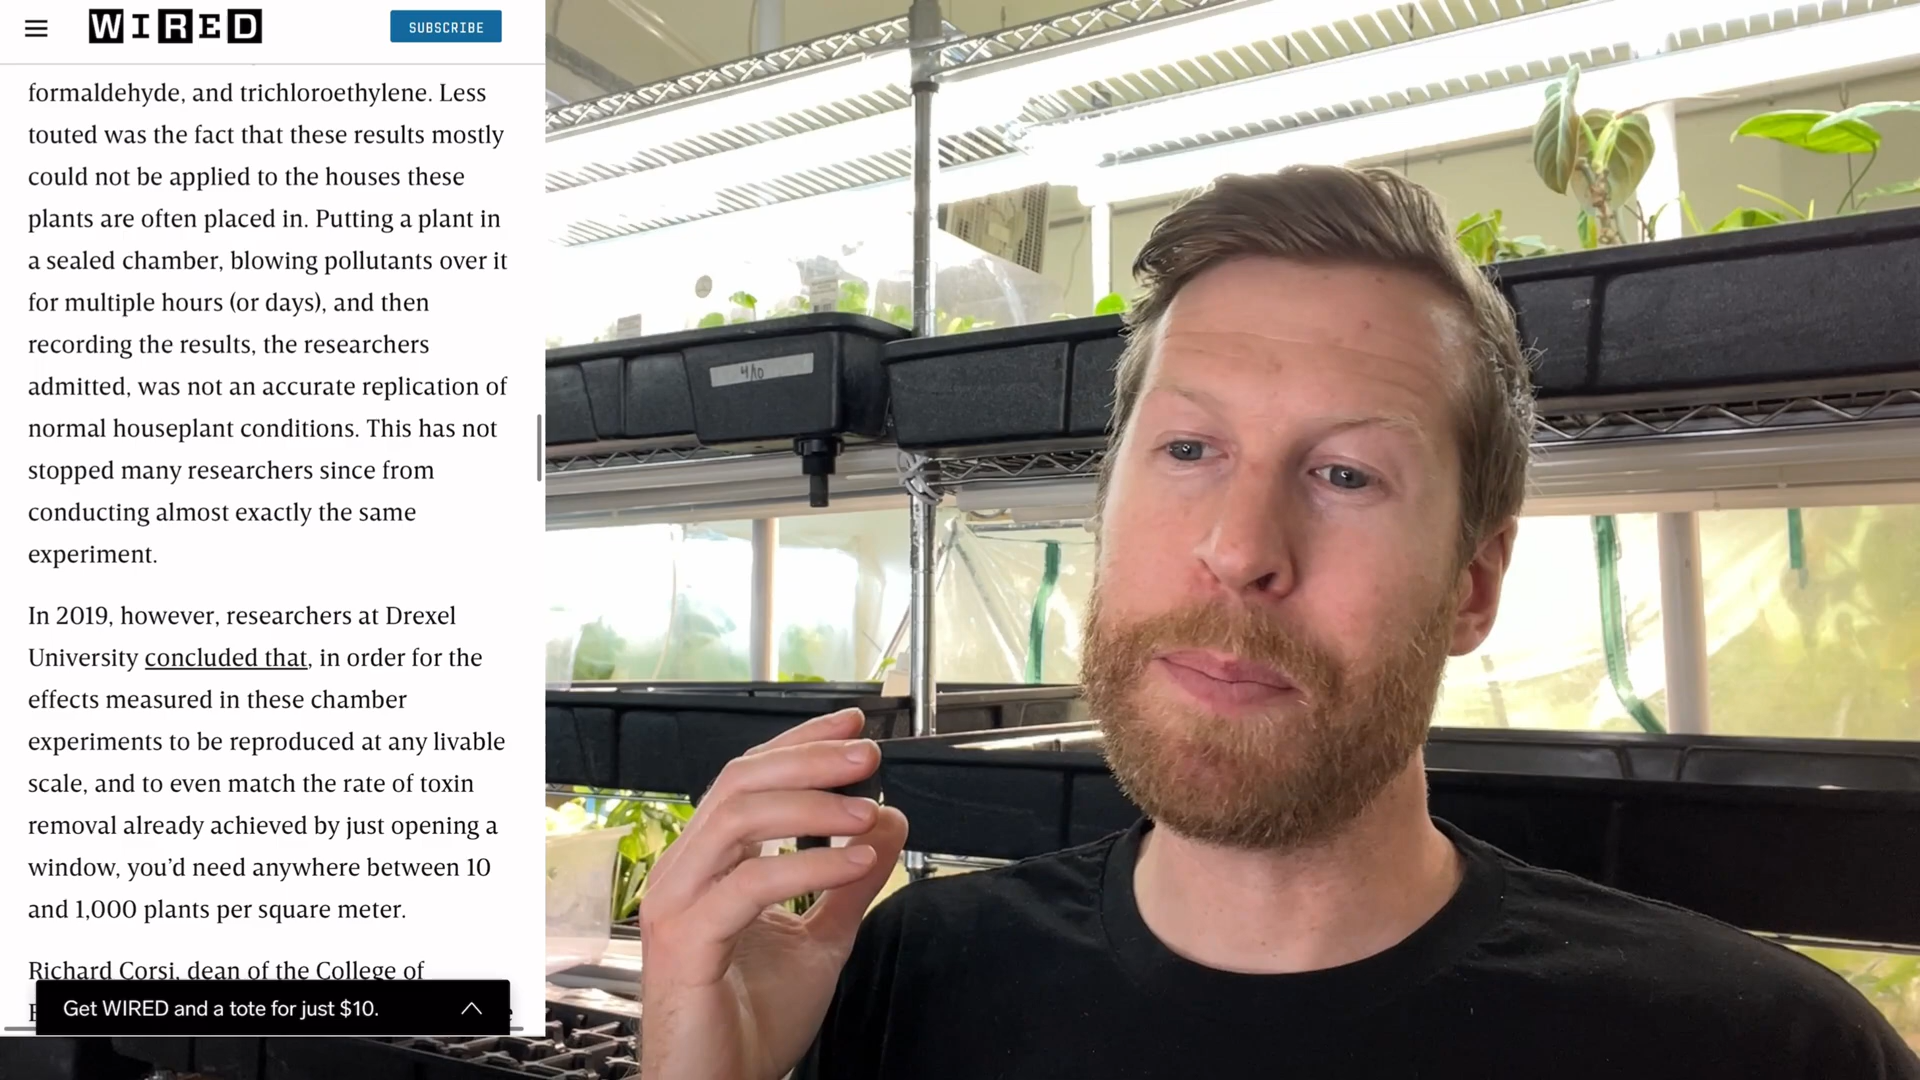 WIRED
SUBSCRIBE
formaldehyde, and trichloroethylene. Less
touted was the fact that these results mostly
could not be applied to the houses these
plants are often placed in. Putting a plant in
a sealed chamber, blowing pollutants over it
for multiple hours (or days), and then
recording the results, the researchers
admitted, was not an accurate replication of
normal houseplant conditions. This has not
stopped many researchers since from
conducting almost exactly the same
experiment.
In 2019, however, researchers at Drexel
University concluded that, in order for the
effects measured in these chamber
experiments to be reproduced at any livable
scale, and to even match the rate of toxin
removal already achieved by just opening a
window, you’d need anywhere between 10
and 1,000 plants per square meter.
Richard Corsi, dean of the College of
Get WIRED and a tote for just $10.
4/10